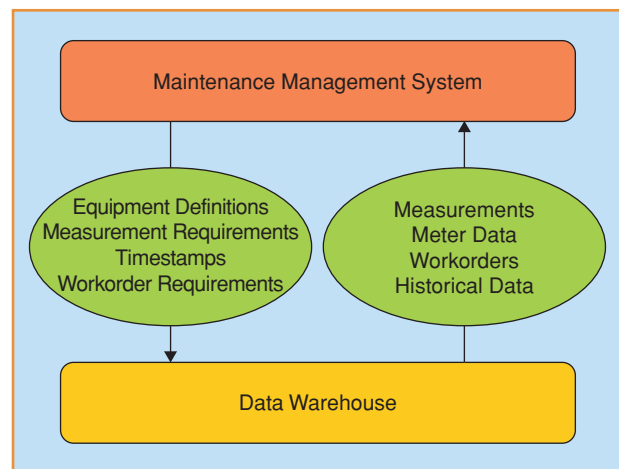 Maintenance Management System
Equipment Definitions
Measurement Requirements
Timestamps
Workorder Requirements
Measurements
Meter Data
Workorders
Historical Data
Data Warehouse